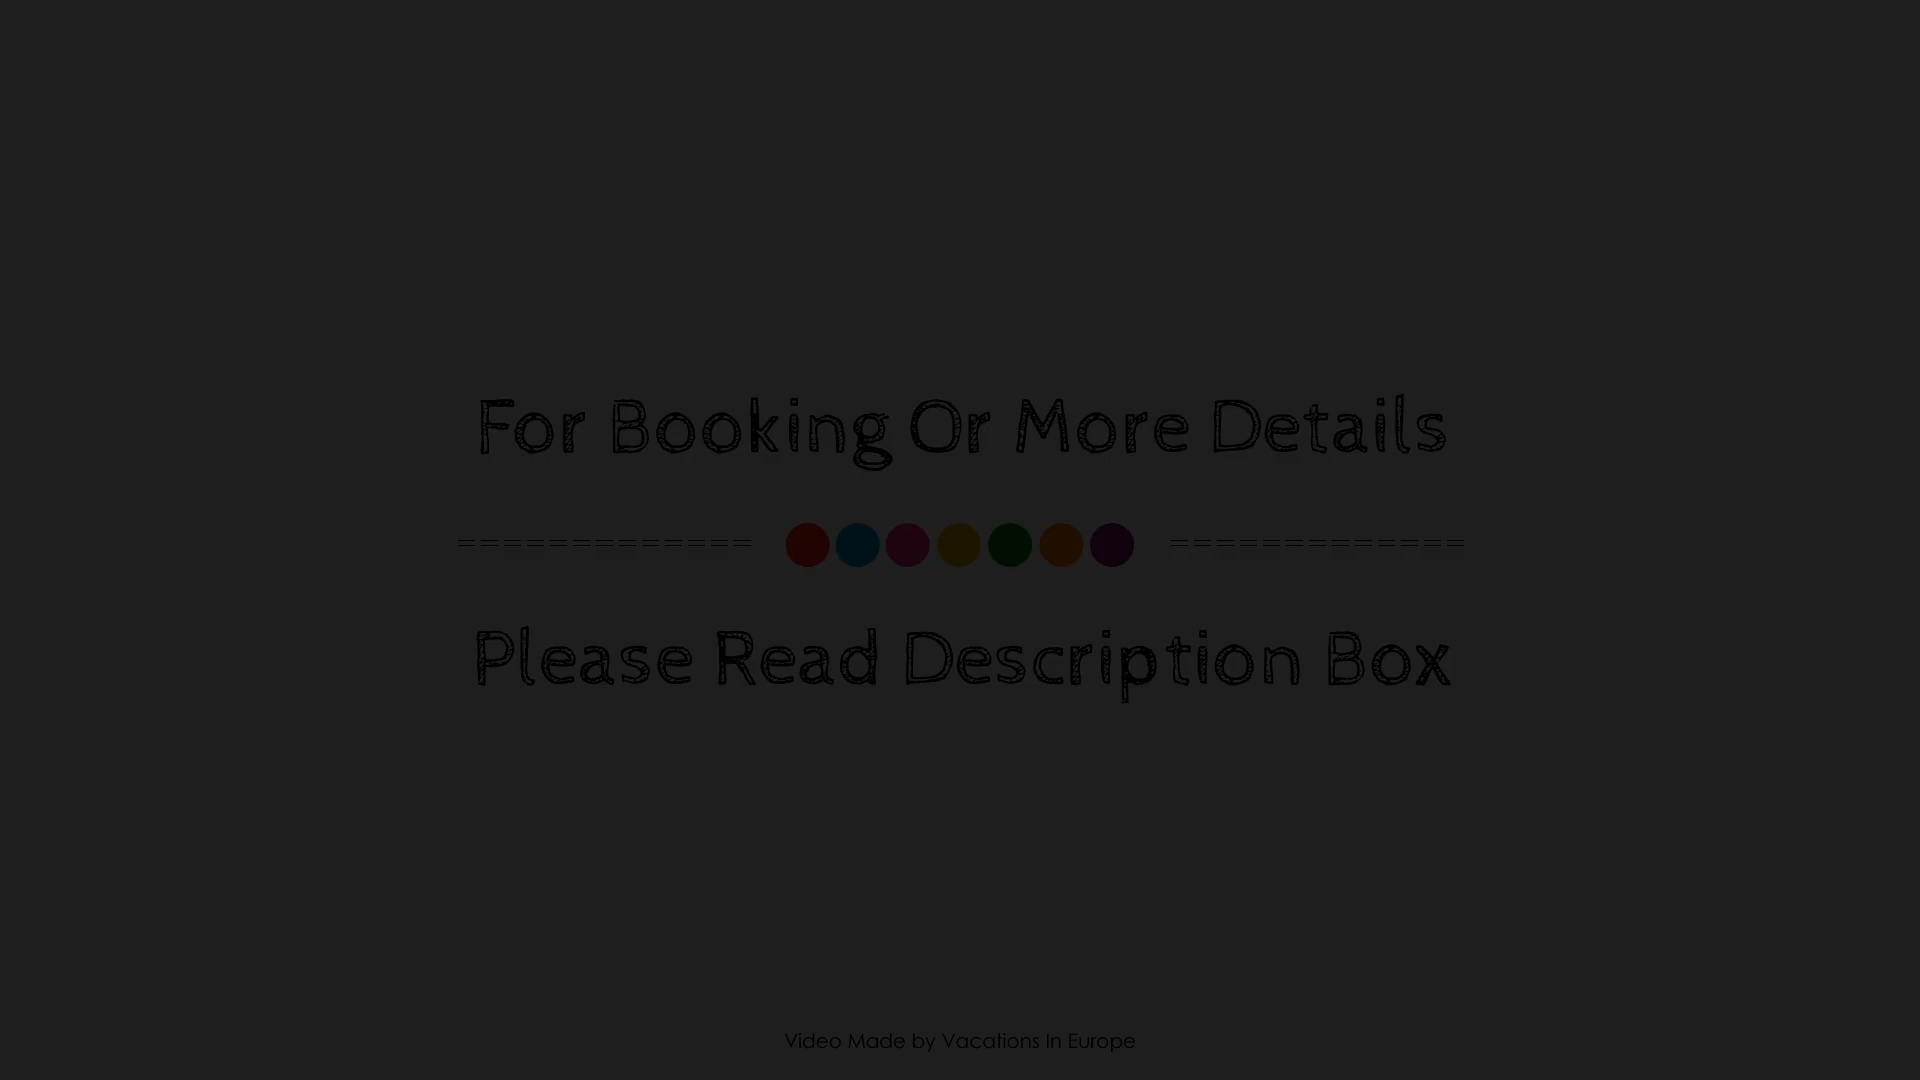 For Booking Or More Details
============= =============
Please Read Description Box
Video Made by Vacations In Europe